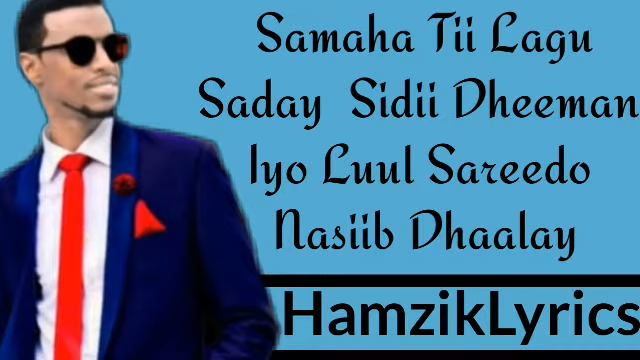 Samaha Tii Lagu
Saday Sidii Dheeman
Iyo Luul Sareedo
Nasiib Dhaalay
HamzikLyrics